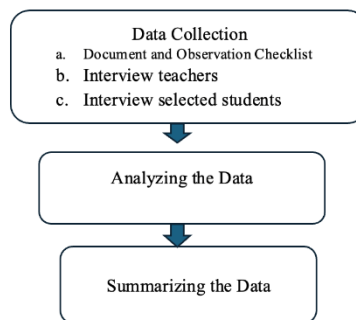 Data Collection
a. Document and Observation Checklist
b. Interview teachers
c. Interview selected students
Analyzing the Data
Summarizing the Data